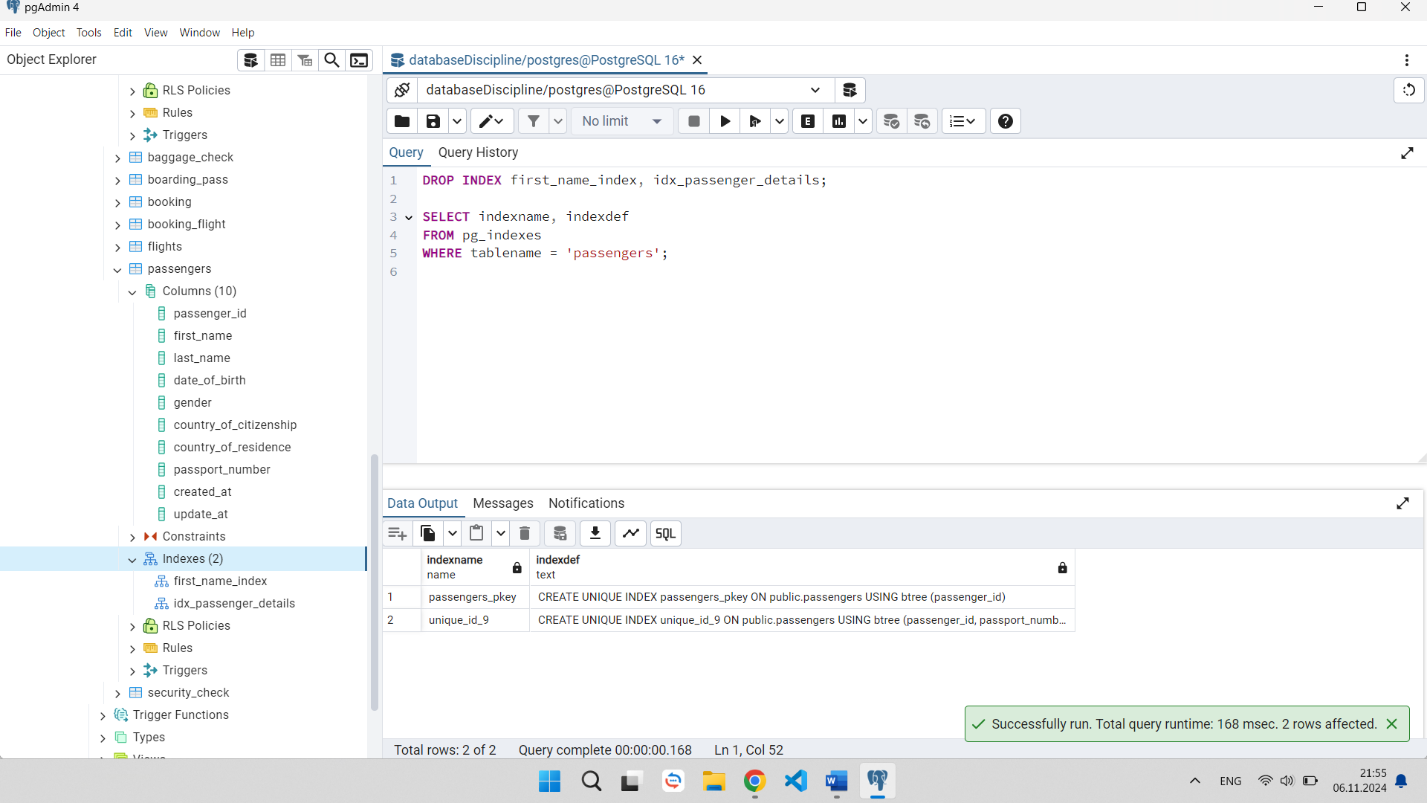 pgAdmin 4
File Object Tools Edit View Window Help
Object Explorer
RLS Policies
Rules
Triggers
baggage_check
boarding_pass
booking
booking_flight
flights
passengers
Columns (10)
passenger_id
first_name
last_name
date_of_birth
gender
country_of_citizenship
country_of_residence
passport_number
created_at
update_at
Constraints
Indexes (2)
first_name_index
idx_passenger_details
RLS Policies
Rules
Triggers
security_check
Trigger Functions
Types
Views
databaseDiscipline/postgres@PostgreSQL 16*
databaseDiscipline/postgres@PostgreSQL 16
No limit
E
Query Query History
1 DROP INDEX first_name_index, idx_passenger_details;
2
3 SELECT indexname, indexdef
4 FROM pg_indexes
5 WHERE tablename = 'passengers';
6
Data Output Messages Notifications
SQL
indexname indexdef
name text
1 passengers_pkey CREATE UNIQUE INDEX passengers_pkey ON public.passengers USING btree (passenger_id)
2 unique_id_9 CREATE UNIQUE INDEX unique_id_9 ON public.passengers USING btree (passenger_id, passport_numb…
Successfully run. Total query runtime: 168 msec. 2 rows affected.
Total rows: 2 of 2 Query complete 00:00:00.168 Ln 1, Col 52
ENG
21:55
06.11.2024